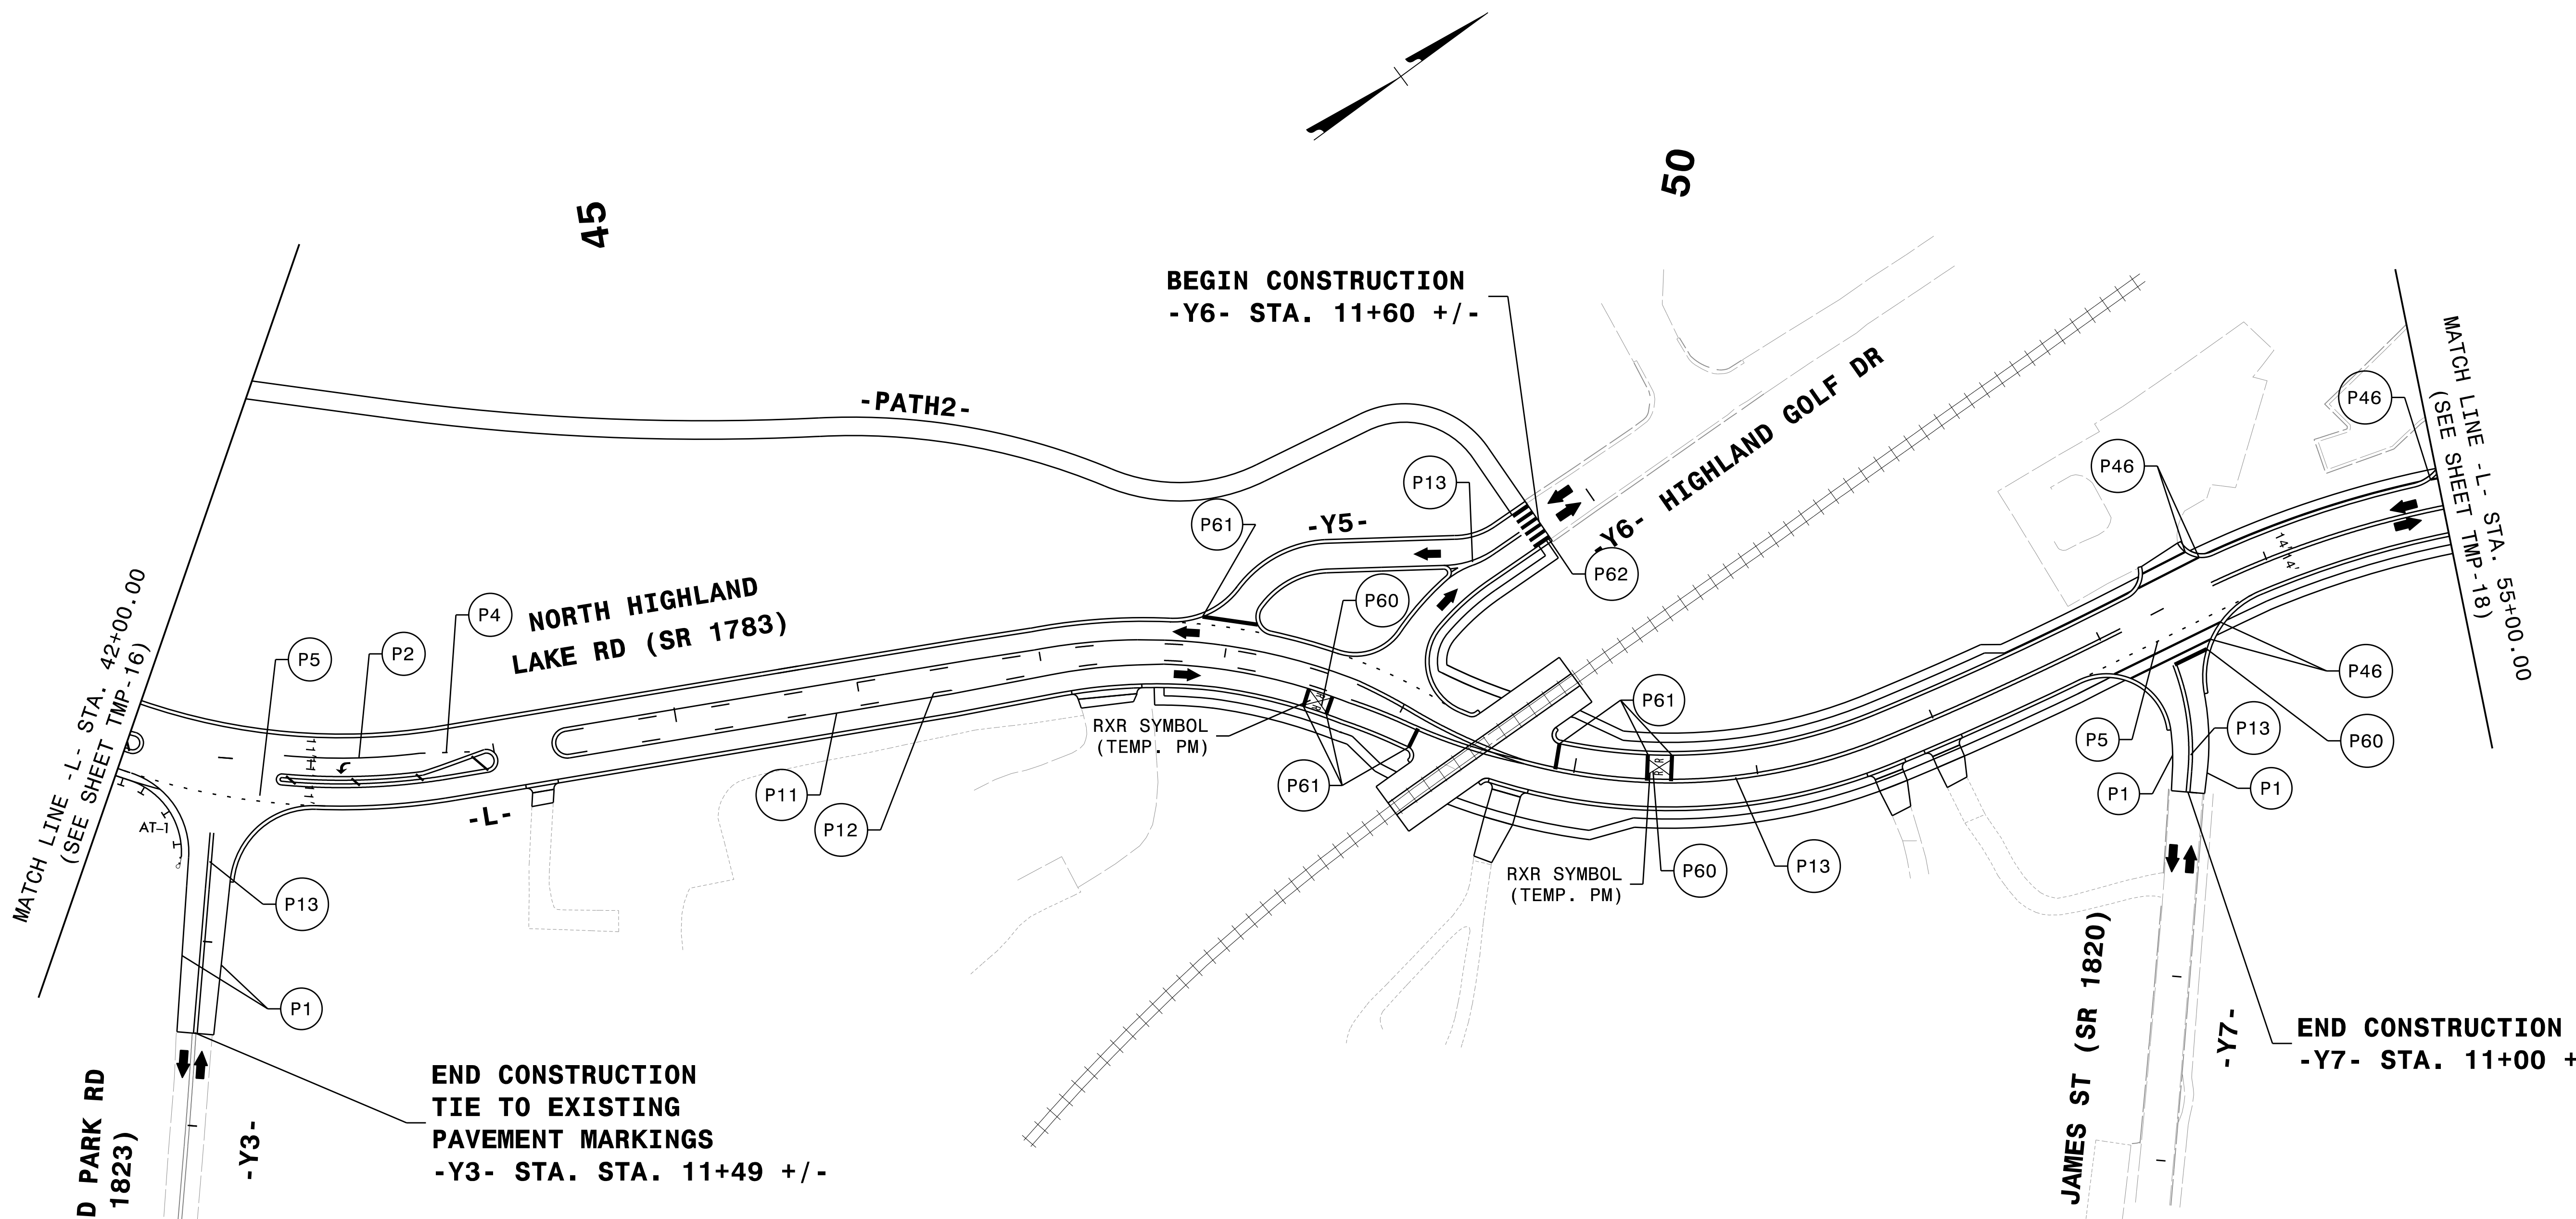 45
50
BEGIN CONSTRUCTION
-Y6- STA. 11+60 +/-
MATCH LINE -L- STA. 42+00.00
(SEE SHEET TMP-16)
-PATH2-
-Y5-
-Y6- HIGHLAND GOLF DR
MATCH LINE -L- STA. 55+00.00
(SEE SHEET TMP-18)
P46
P46
P13
P61
P62
P60
P4
NORTH HIGHLAND
LAKE RD (SR 1783)
P5
P2
14' 14'
RXR SYMBOL
(TEMP. PM)
P61
P61
P46
P5
P13
P60
P1
P1
P11
P12
-L-
AT-1
RXR SYMBOL
(TEMP. PM)
P60
P13
P13
P1
END CONSTRUCTION
TIE TO EXISTING
PAVEMENT MARKINGS
-Y3- STA. STA. 11+49 +/-
D PARK RD
1823)
-Y3-
JAMES ST (SR 1820)
-Y7-
END CONSTRUCTION
-Y7- STA. 11+00 +